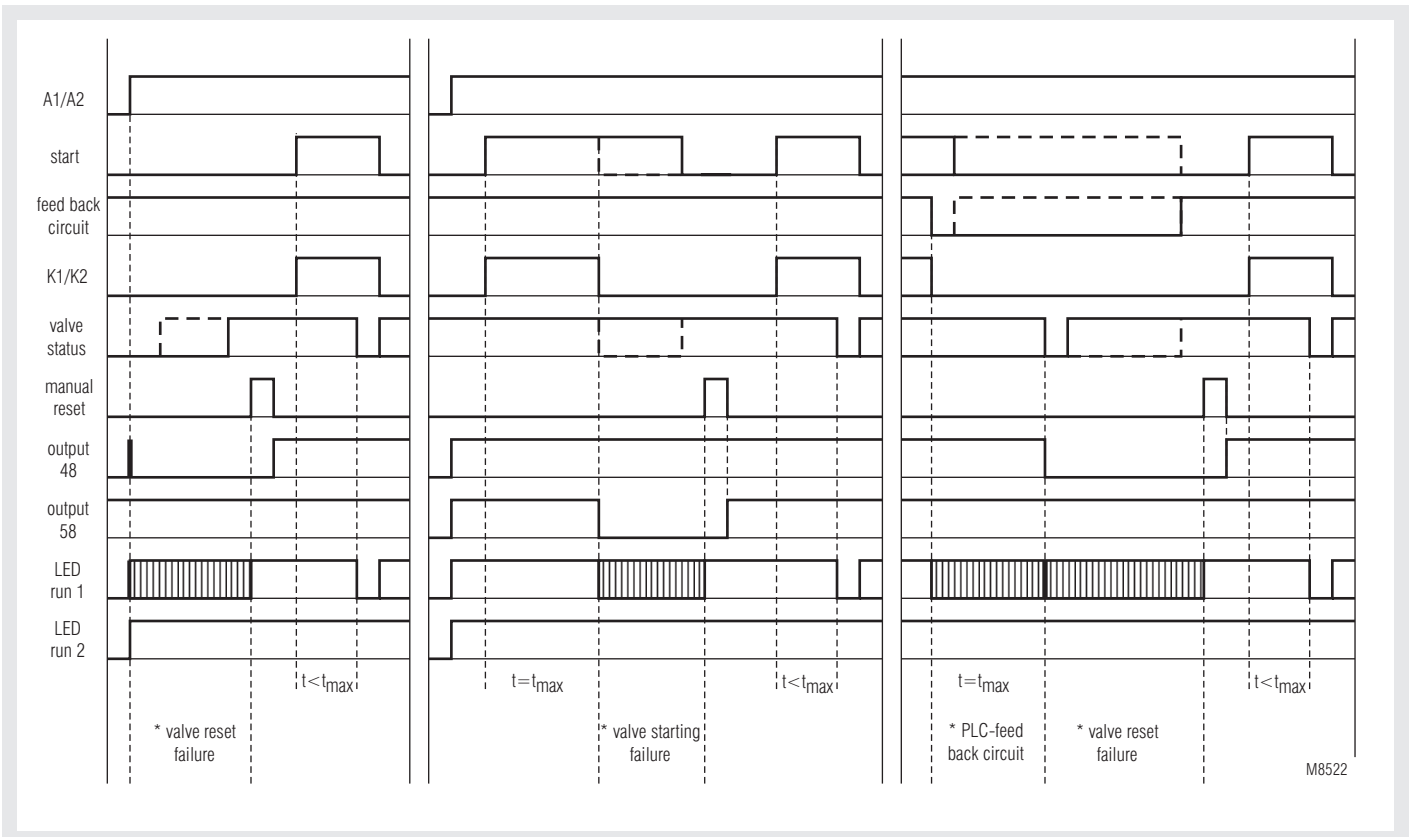 A1/A2
start
feed back
circuit
K1/K2
valve
status
manual
reset
output
48
output
58
LED
run 1
LED
run 2
t<tmax
t=tmax
t<tmax
t=tmax
t<tmax
* valve reset
failure
* valve starting
failure
* PLC-feed
back circuit
* valve reset
failure
M8522